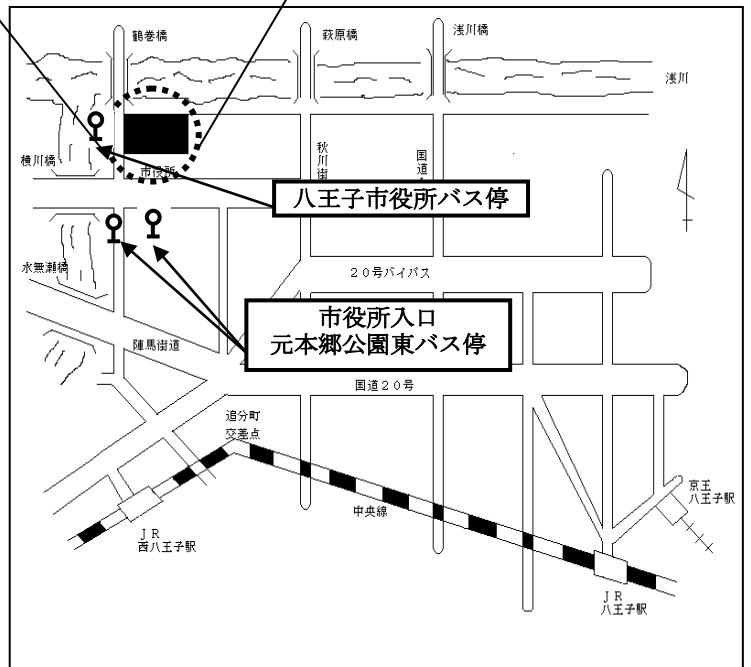 鶴巻橋
萩原橋
浅川橋
浅川
横川橋
市役所
秋川街
国道
八王子市役所バス停
水無瀬橋
20号バイパス
市役所入口
元本郷公園東バス停
陣馬街道
国道20号
追分町
交差点
中央線
京王
八王子駅
JR
西八王子駅
JR
八王子駅